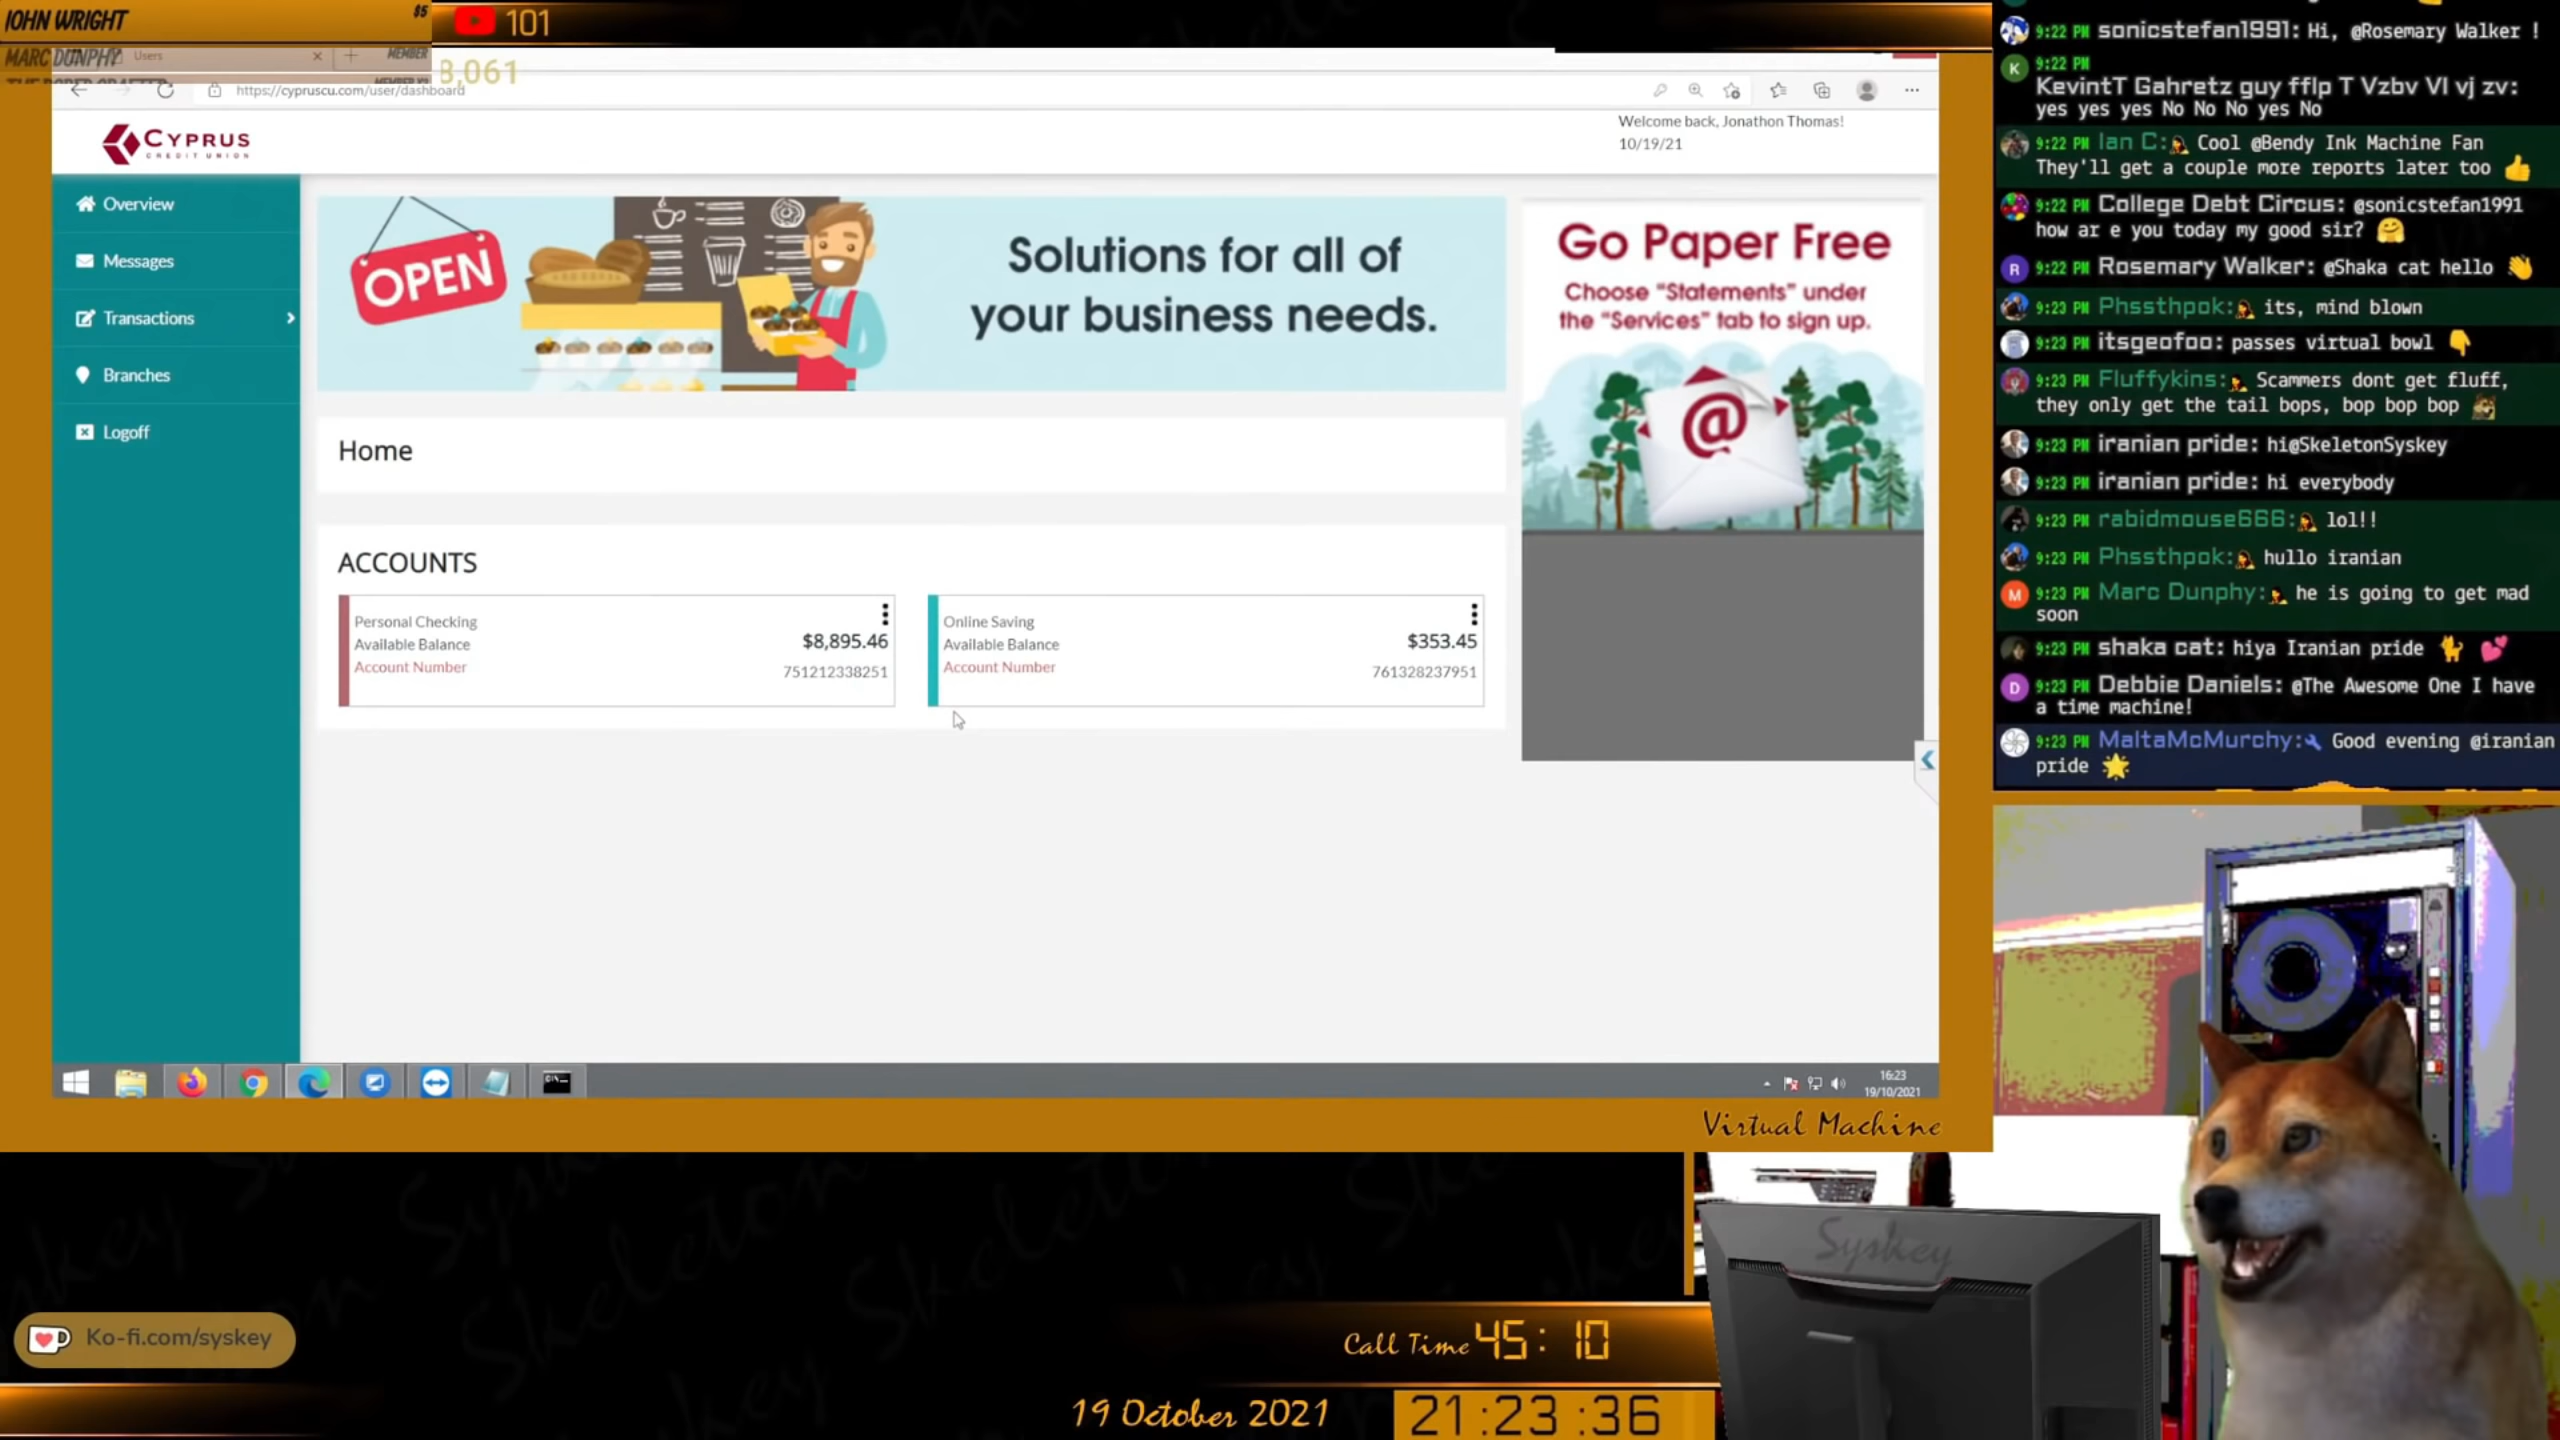 JOHN WRIGHT
$5
MARC DUNPHY
MEMBER
Users
101
3,061
https://cypruscu.com/user/dashboard
CYPRUS
CREDIT UNION
Welcome back, Jonathon Thomas!
10/19/21
Overview
Messages
Transactions
Branches
Logoff
OPEN
Solutions for all of
your business needs.
Go Paper Free
Choose "Statements" under
the "Services" tab to sign up.
@
Home
ACCOUNTS
Personal Checking
Available Balance
$8,895.46
Account Number
751212338251
Online Saving
Available Balance
$353.45
Account Number
761328237951
16:23
19/10/2021
Virtual Machine
9:22 PM sonicstefan1991: Hi, @Rosemary Walker !
K 9:22 PM
KevintT Gahretz guy fflp T Vzbv Vl vj zv:
yes yes yes No No No yes No
9:22 PM Ian C: Cool @Bendy Ink Machine Fan
They'll get a couple more reports later too
9:22 PM College Debt Circus: @sonicstefan1991
how ar e you today my good sir?
R 9:22 PM Rosemary Walker: @Shaka cat hello
9:23 PM Phssthpok: its, mind blown
9:23 PM itsgeofoo: passes virtual bowl
9:23 PM Fluffykins: Scammers dont get fluff,
they only get the tail bops, bop bop bop
9:23 PM iranian pride: hi@SkeletonSyskey
9:23 PM iranian pride: hi everybody
9:23 PM rabidmouse666: lol!!
9:23 PM Phssthpok: hullo iranian
M 9:23 PM Marc Dunphy: he is going to get mad
soon
9:23 PM shaka cat: hiya Iranian pride
D 9:23 PM Debbie Daniels: @The Awesome One I have
a time machine!
9:23 PM MaltaMcMurchy: Good evening @iranian
pride
Syskey
Ko-fi.com/syskey
Call Time 45: 10
19 October 2021
21:23:36